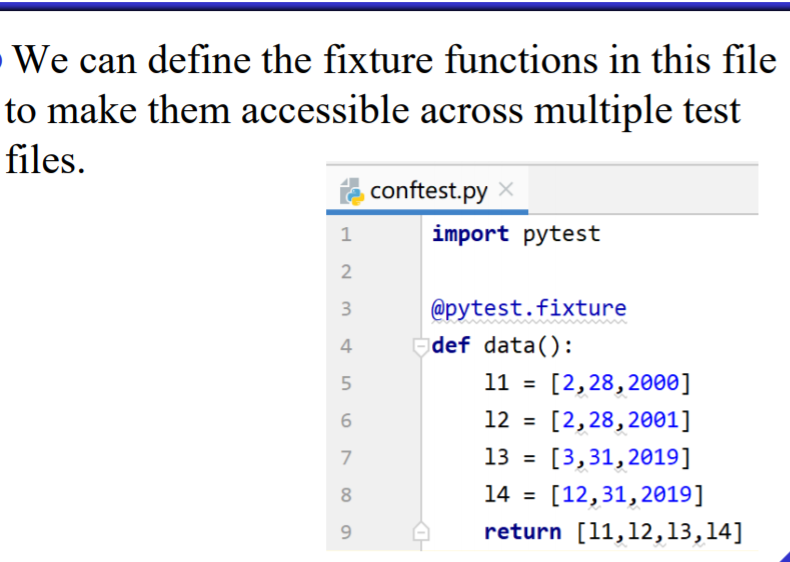 We can define the fixture functions in this file
to make them accessible across multiple test
files.
conftest.py
1 import pytest
2
3 @pytest.fixture
4 def data():
5 l1 = [2,28,2000]
6 l2 = [2,28,2001]
7 l3 = [3,31,2019]
8 l4 = [12,31,2019]
9 return [l1,l2,l3,l4]